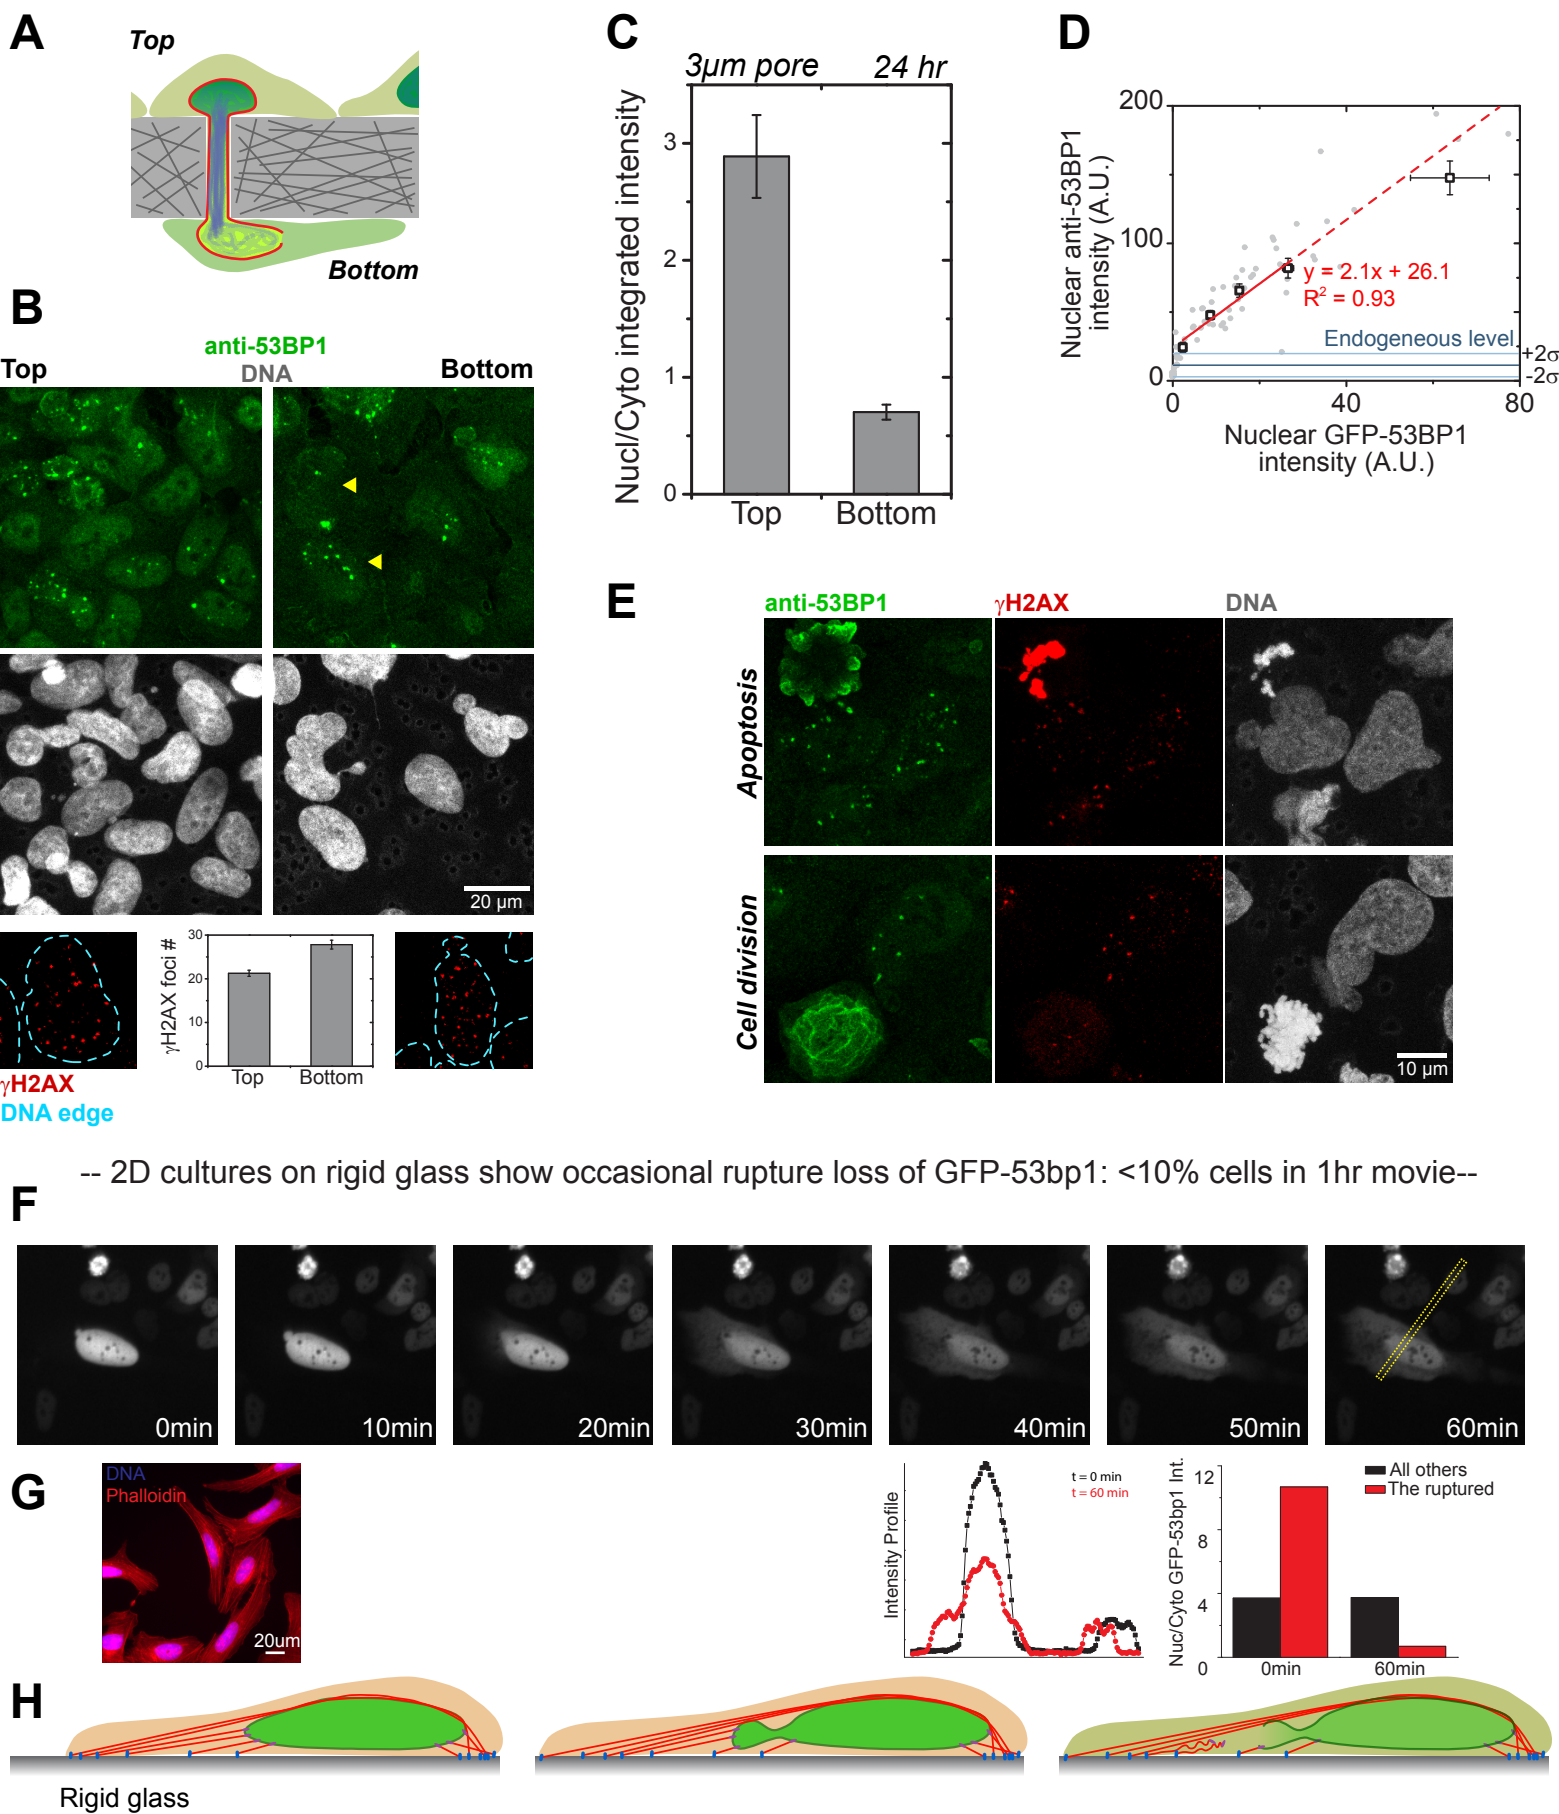 A
Top
Bottom
B
anti-53BP1
DNA
Top
Bottom
20 µm
γH2AX foci #
30
20
10
0
Top
Bottom
γH2AX
DNA edge
C
3µm pore
24 hr
Nucl/Cyto integrated intensity
3
2
1
0
Top
Bottom
D
Nuclear anti-53BP1
intensity (A.U.)
200
100
0
y = 2.1x + 26.1
R² = 0.93
Endogeneous level
+2σ
-2σ
0
40
80
Nuclear GFP-53BP1
intensity (A.U.)
E
anti-53BP1
γH2AX
DNA
Apoptosis
Cell division
10 µm
-- 2D cultures on rigid glass show occasional rupture loss of GFP-53bp1: <10% cells in 1hr movie--
F
0min
10min
20min
30min
40min
50min
60min
G
DNA
Phalloidin
20um
Intensity Profile
t = 0 min
t = 60 min
Nuc/Cyto GFP-53bp1 Int.
12
8
4
0
All others
The ruptured
0min
60min
H
Rigid glass